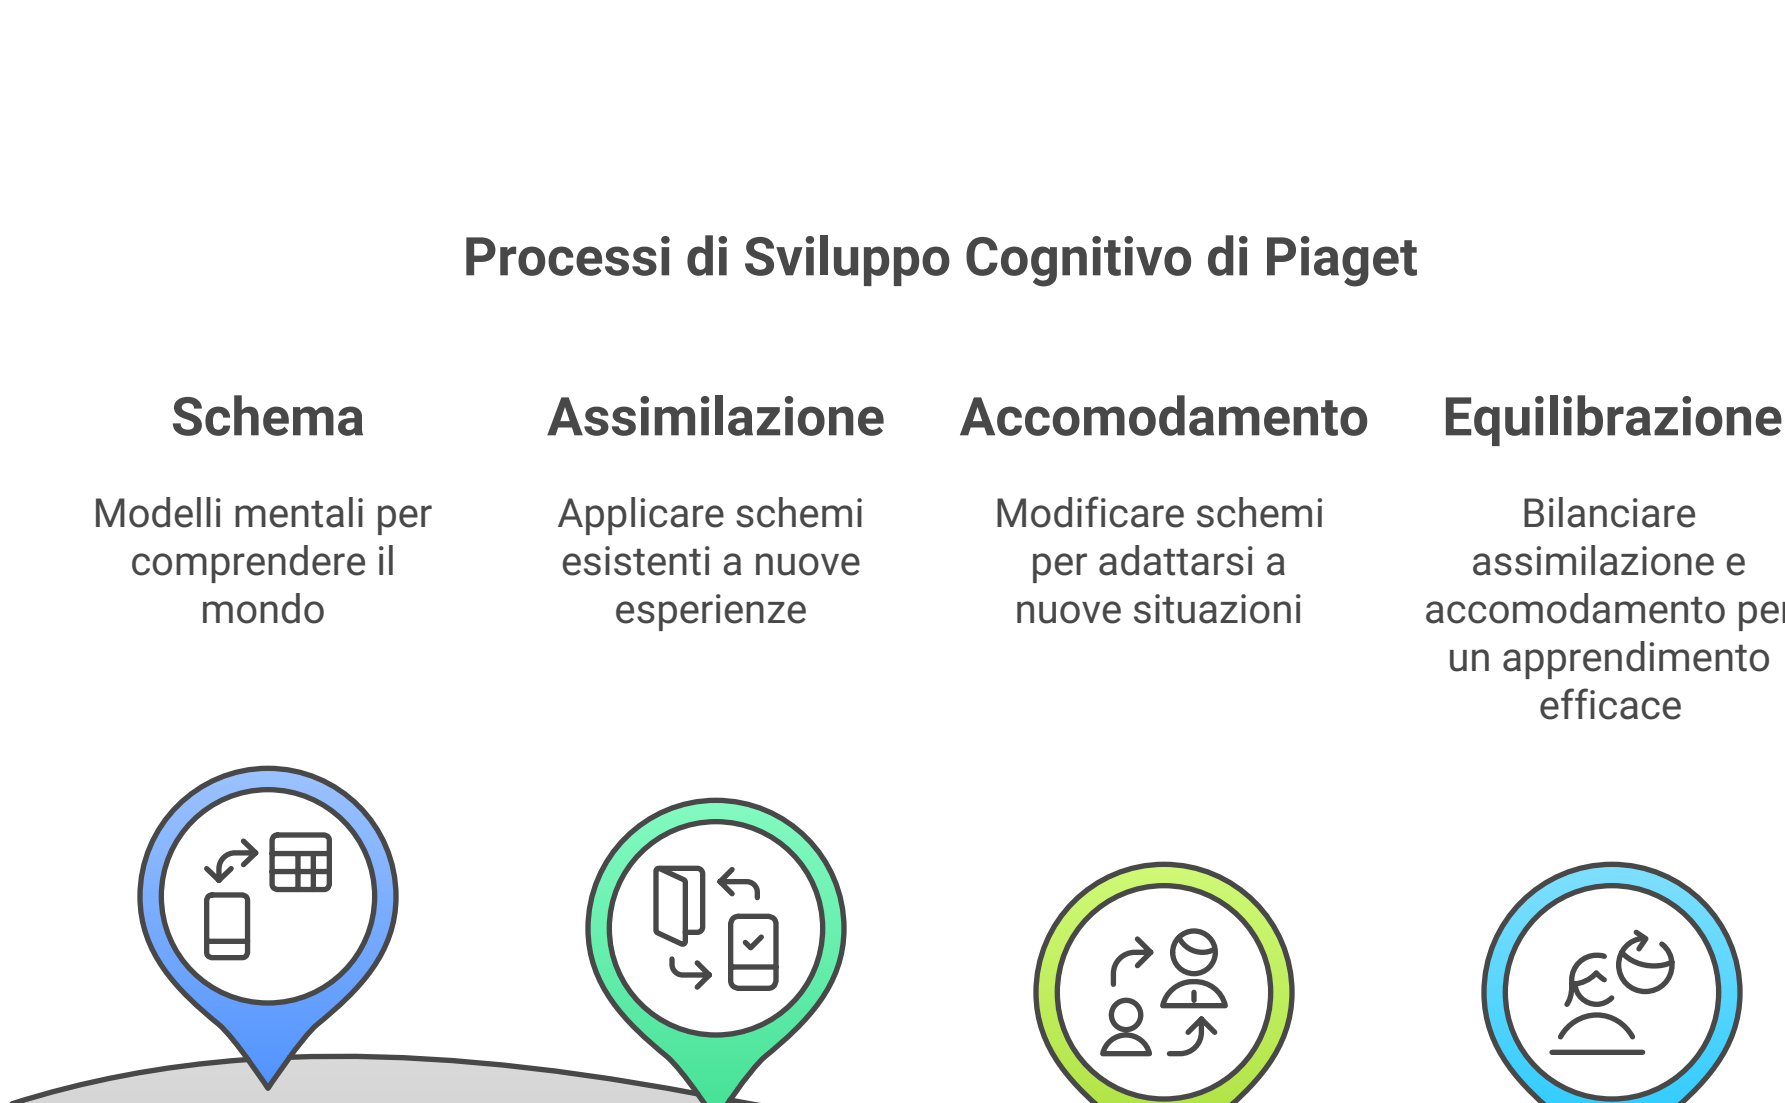 Processi di Sviluppo Cognitivo di Piaget
Schema
Modelli mentali per
comprendere il
mondo
Assimilazione
Applicare schemi
esistenti a nuove
esperienze
Accomodamento
Modificare schemi
per adattarsi a
nuove situazioni
Equilibrazione
Bilanciare
assimilazione e
accomodamento per
un apprendimento
efficace